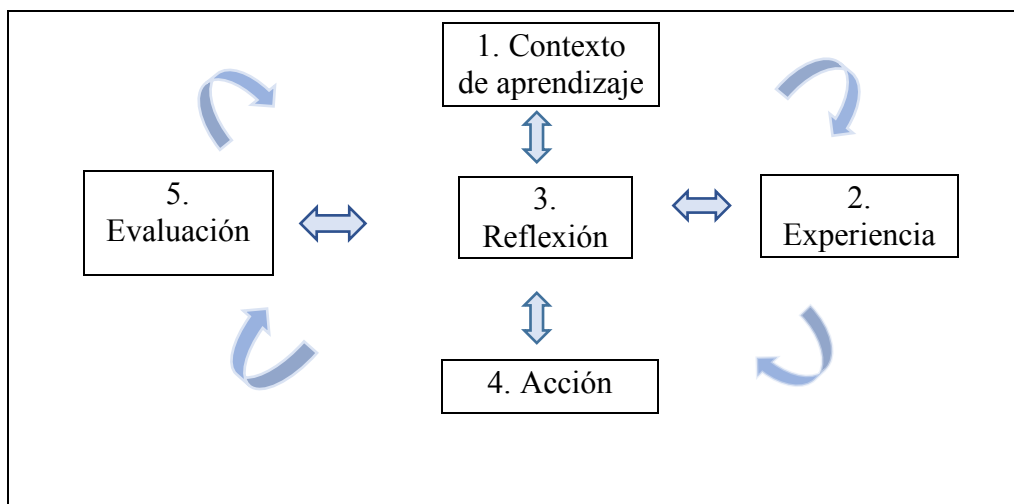 1. Contexto
de aprendizaje
5.
Evaluación
3.
Reflexión
2.
Experiencia
4. Acción